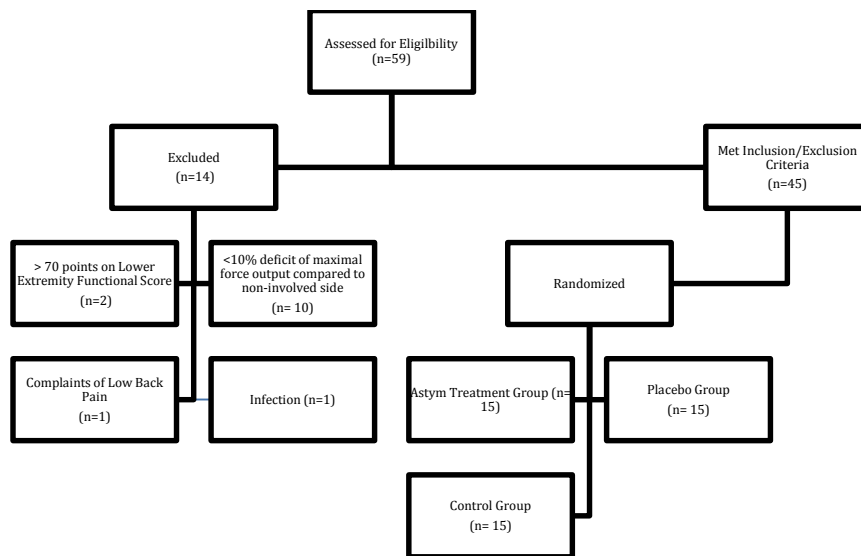 Assessed for Eligilbility
(n=59)
Excluded
(n=14)
Met Inclusion/Exclusion
Criteria
(n=45)
> 70 points on Lower
Extremity Functional Score
(n=2)
<10% deficit of maximal
force output compared to
non-involved side
(n= 10)
Randomized
Complaints of Low Back
Pain
(n=1)
Infection (n=1)
Astym Treatment Group (n=
15)
Placebo Group
(n= 15)
Control Group
(n= 15)